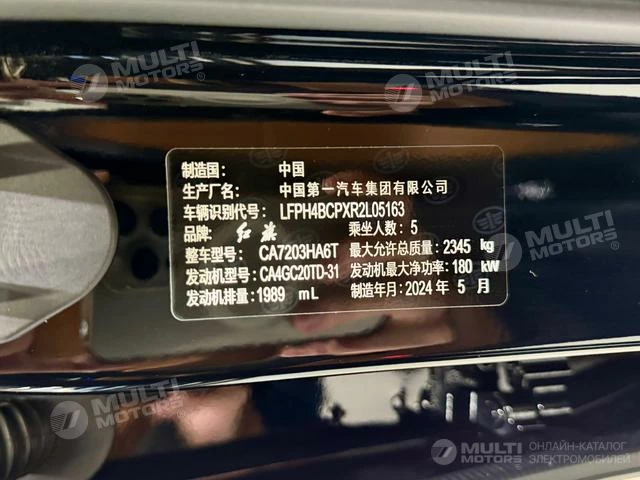 MULTI MOTORS®
MULTI MOTORS®
制造国： 中国
生产厂名： 中国第一汽车集团有限公司
车辆识别代号： LFPH4BCPXR2L05163
品牌： 红旗 乘坐人数：5
整车型号： CA7203HA6T 最大允许总质量：2345 kg
发动机型号：CA4GC20TD-31 发动机最大净功率：180 kW
发动机排量：1989 mL 制造年月：2024 年 5 月
MULTI MOTORS®
MULTI MOTORS® ОНЛАЙН-КАТАЛОГ ЭЛЕКТРОМОБИЛЕЙ